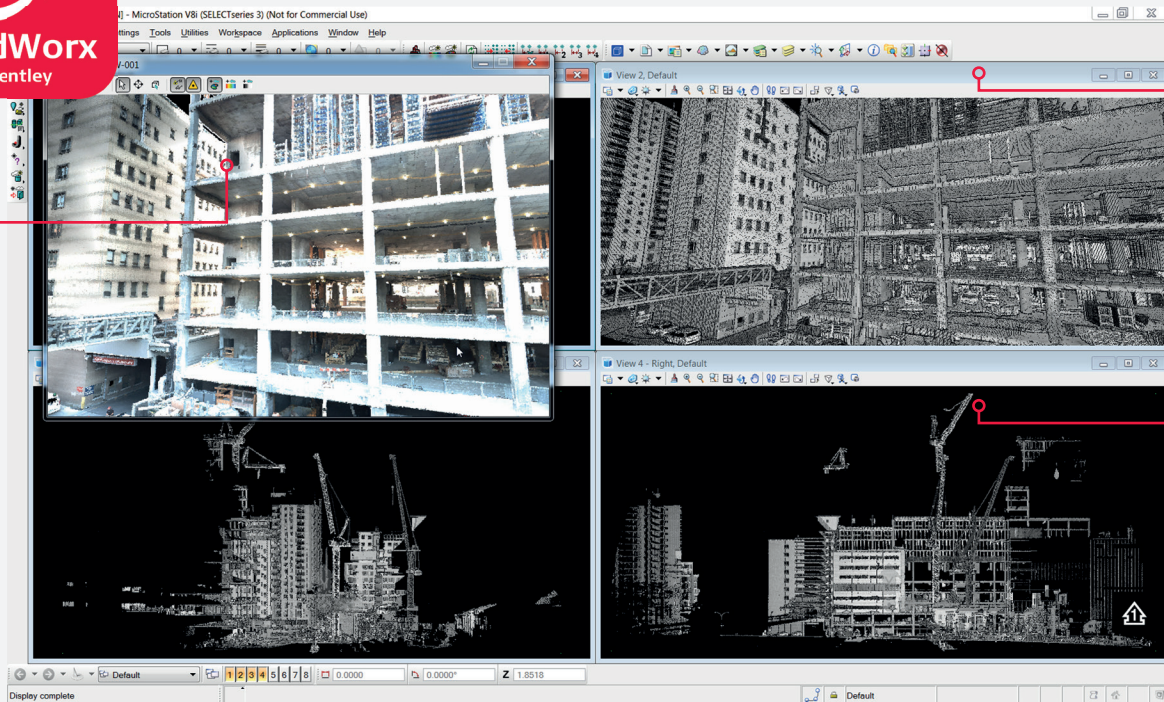 dWorx
entley
N] - MicroStation V8i (SELECTseries 3) (Not for Commercial Use)
ttings Tools Utilities Workspace Applications Window Help
W-001
View 2, Default
View 4 - Right, Default
1
Default
1 2 3 4 5 6 7 8
0.0000
0.0000°
Z 1.8518
Display complete
Default